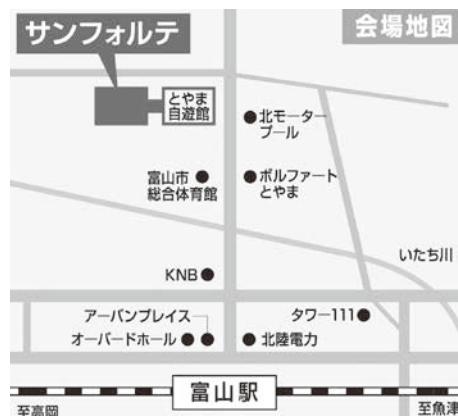 サンフォルテ
会場地図
とやま
自遊館
北モーター
プール
富山市
総合体育館
ボルファート
とやま
いたち川
KNB
アーバンプレイス
タワー111
オーバードホール
北陸電力
富山駅
至高岡
至魚津